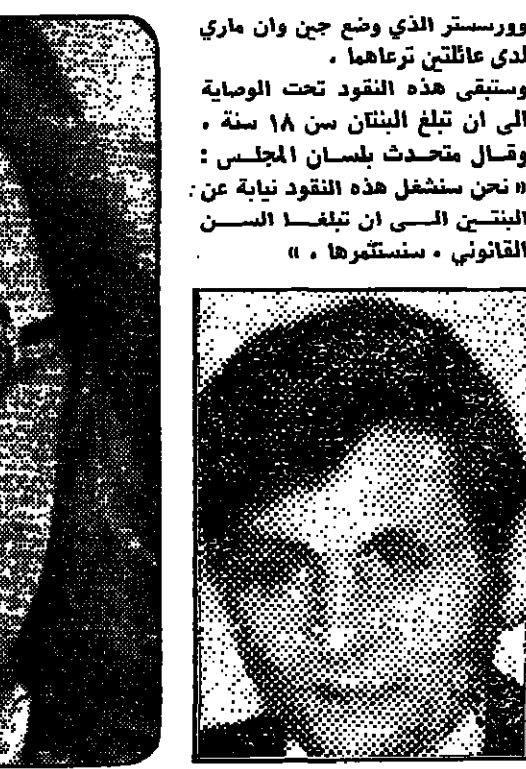 وورسستر الذي وضع جين وان ماري
لدى عائلتين ترعاهما .
وستبقى هذه النقود تحت الوصاية
الى ان تبلغ البنتان سن ١٨ سنة .
وقال متحدث بلسان المجلس :
« نحن سنشغل هذه النقود نيابة عن
البنتين الى ان تبلغا السن
القانوني . سنستثمرها . »